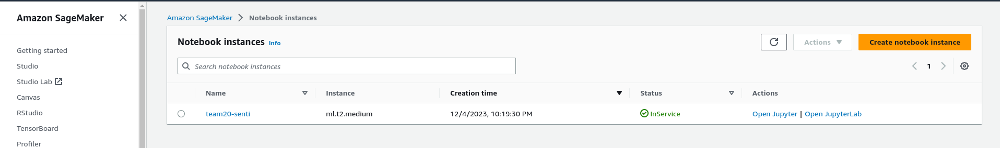 Amazon SageMaker
Getting started
Studio
Studio Lab
Canvas
RStudio
TensorBoard
Profiler
Amazon SageMaker > Notebook instances
Notebook instances Info
Actions
Create notebook instance
Search notebook instances
1
Name Instance Creation time Status Actions
team20-senti ml.t2.medium 12/4/2023, 10:19:30 PM InService Open Jupyter | Open JupyterLab